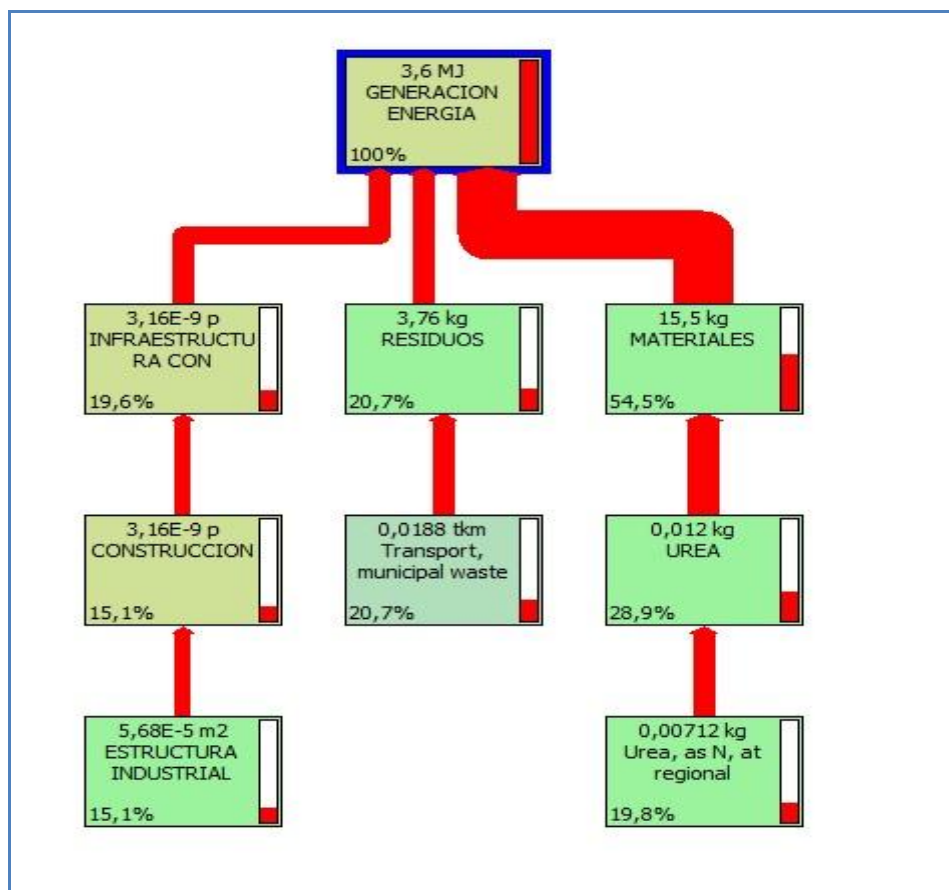 3,6 MJ
GENERACION
ENERGIA
100%
3,16E-9 p
INFRAESTRUCTU
RA CON
19,6%
3,76 kg
RESIDUOS
20,7%
15,5 kg
MATERIALES
54,5%
3,16E-9 p
CONSTRUCCION
15,1%
0,0188 tkm
Transport,
municipal waste
20,7%
0,012 kg
UREA
28,9%
5,68E-5 m2
ESTRUCTURA
INDUSTRIAL
15,1%
0,00712 kg
Urea, as N, at
regional
19,8%